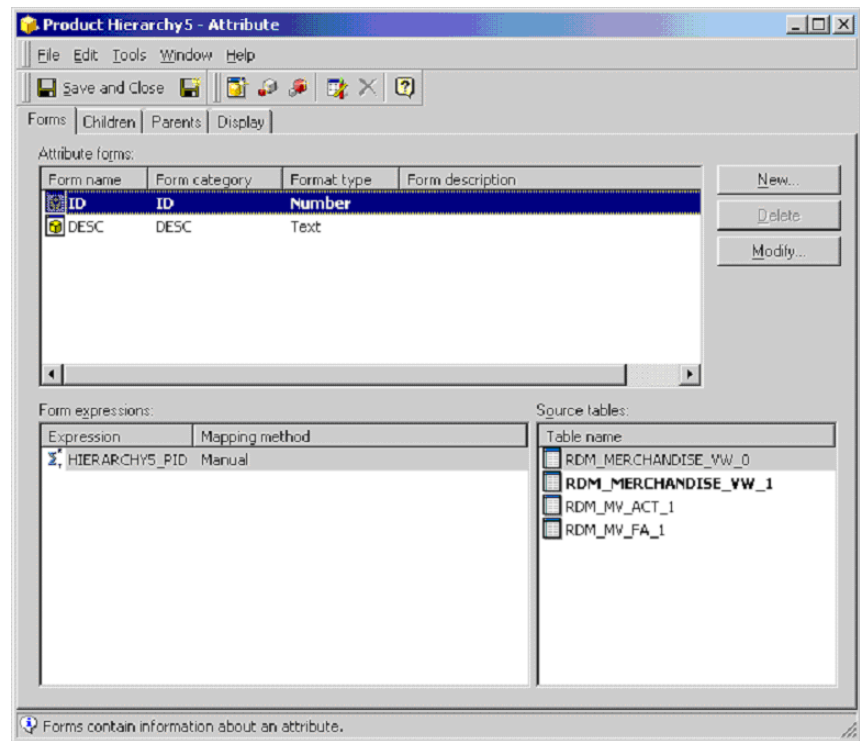 Product Hierarchy5 - Attribute
File Edit Tools Window Help
Save and Close
Forms Children Parents Display
Attribute forms:
Form name Form category Format type Form description
ID ID Number
DESC DESC Text
New...
Delete
Modify...
Form expressions:
Expression Mapping method
HIERARCHY5_PID Manual
Source tables:
Table name
RDM_MERCHANDISE_VW_0
RDM_MERCHANDISE_VW_1
RDM_MV_ACT_1
RDM_MV_FA_1
Forms contain information about an attribute.